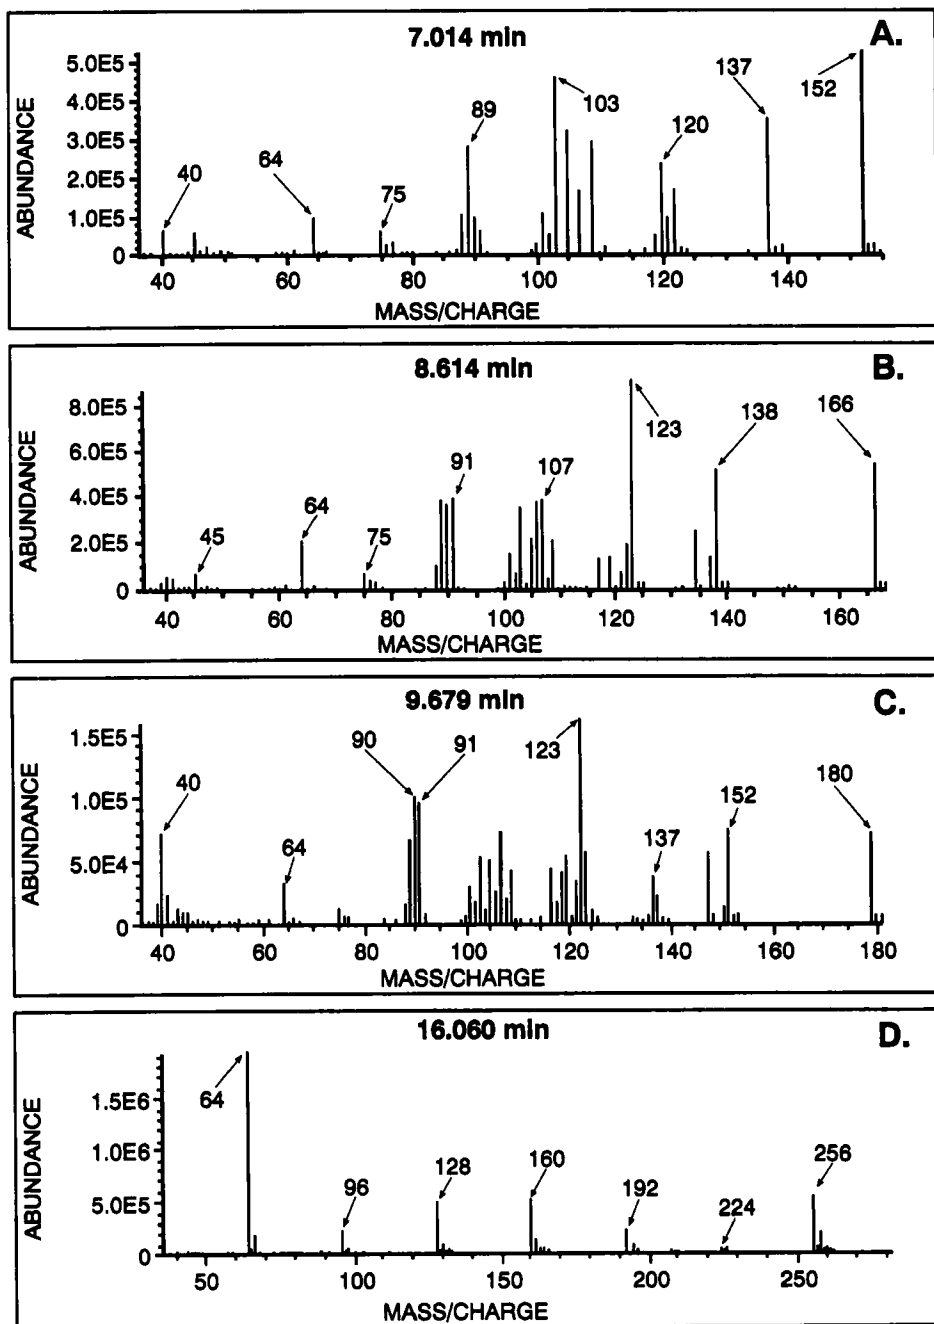 7.014 min
A.
ABUNDANCE
5.0E5
4.0E5
3.0E5
2.0E5
1.0E5
0
40
64
75
89
103
120
137
152
40 60 80 100 120 140
MASS/CHARGE
8.614 min
B.
ABUNDANCE
8.0E5
6.0E5
4.0E5
2.0E5
0
45
64
75
91
107
123
138
166
40 60 80 100 120 140 160
MASS/CHARGE
9.679 min
C.
ABUNDANCE
1.5E5
1.0E5
5.0E4
0
40
64
90
91
123
137
152
180
40 60 80 100 120 140 160 180
MASS/CHARGE
16.060 min
D.
ABUNDANCE
1.5E6
1.0E6
5.0E5
0
64
96
128
160
192
224
256
50 100 150 200 250
MASS/CHARGE